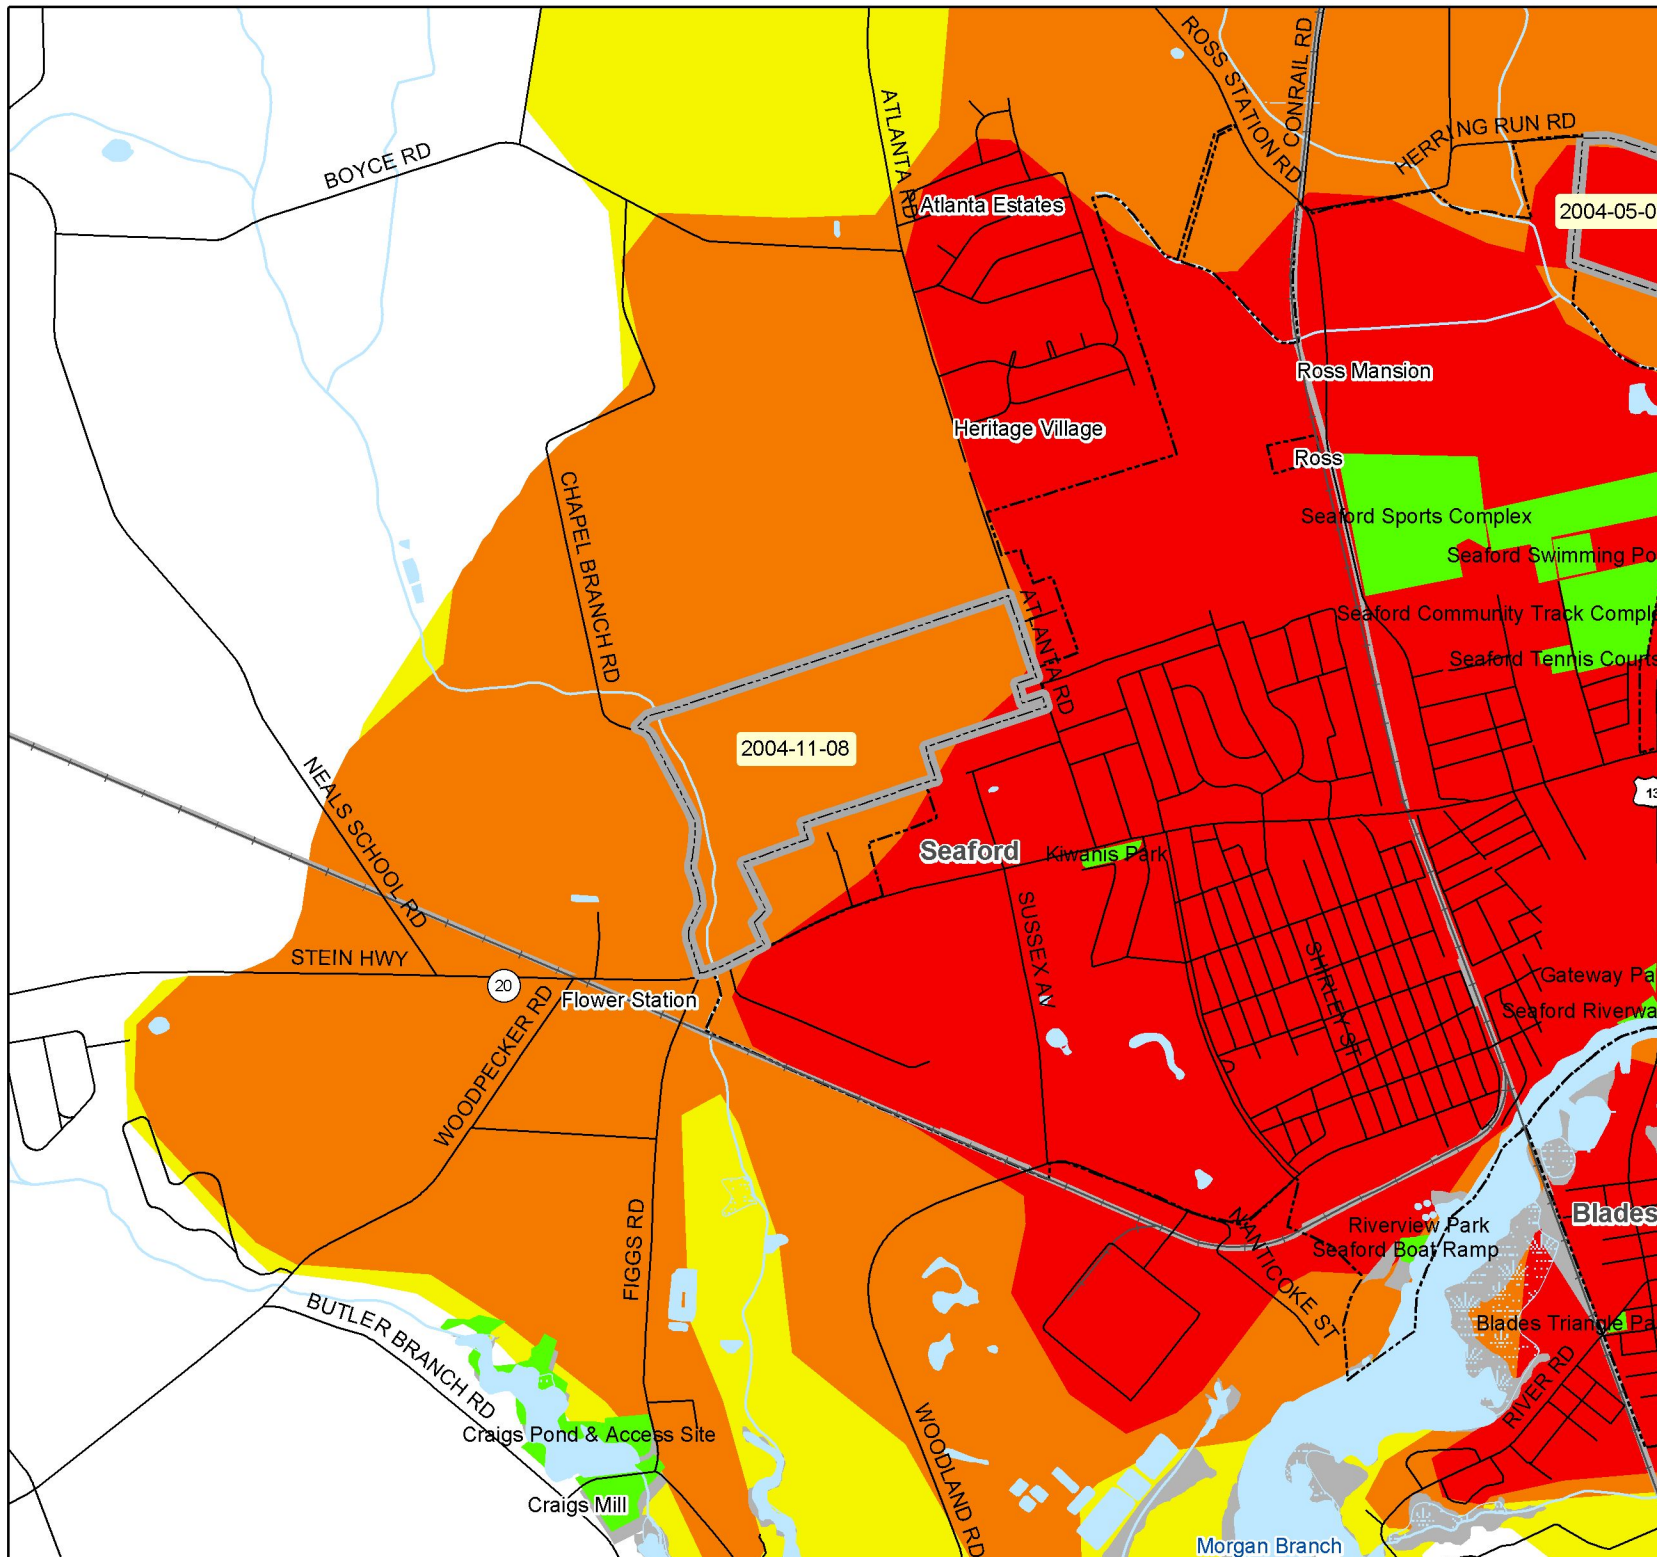 ROSS STATION RD
CONRAIL RD
HERRING RUN RD
ATLANTA RD
BOYCE RD
Atlanta Estates
2004-05-0
Ross Mansion
Heritage Village
Ross
CHAPEL BRANCH RD
Seaford Sports Complex
Seaford Swimming Po
ATLANTA RD
Seaford Community Track Comple
Seaford Tennis Courts
2004-11-08
NEALS SCHOOL RD
13
Seaford
Kiwanis Park
SUSSEX AV
SHIRLEY ST
STEIN HWY
20
Flower Station
Gateway Pa
Seaford Riverwa
WOODPECKER RD
FIGGS RD
NANTICOKE ST
Riverview Park
Seaford Boat Ramp
Blades
BUTLER BRANCH RD
Blades Triangle Pa
RIVER RD
WOODLAND RD
Craigs Pond & Access Site
Craigs Mill
Morgan Branch